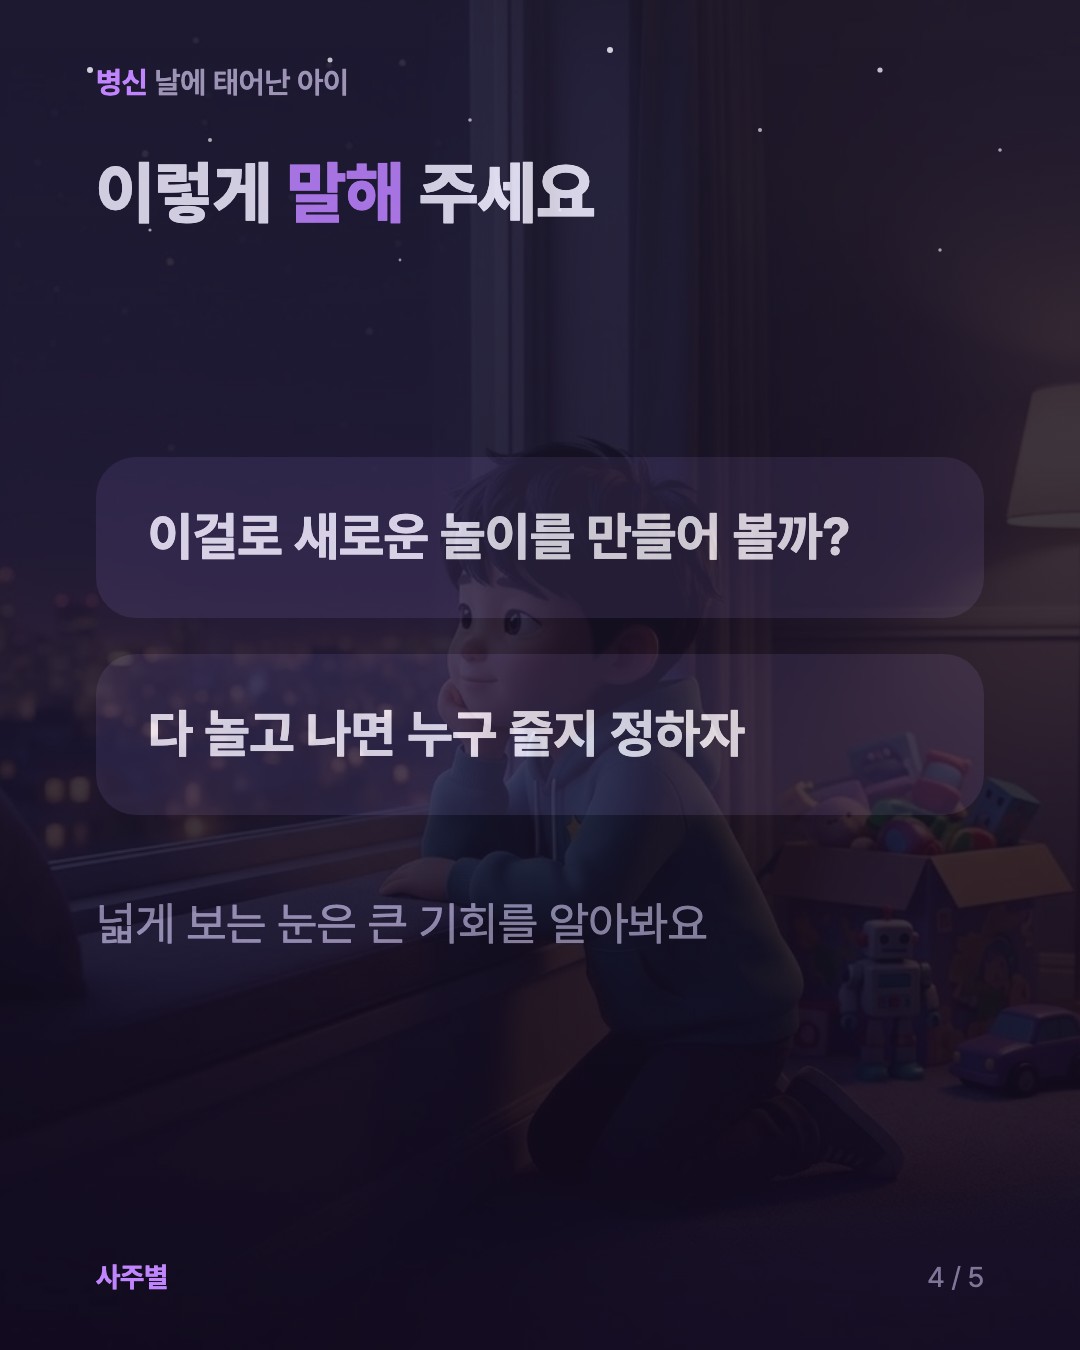 병신 날에 태어난 아이
이렇게 말해 주세요
이걸로 새로운 놀이를 만들어 볼까?
다 놀고 나면 누구 줄지 정하자
넓게 보는 눈은 큰 기회를 알아봐요
사주별
4 / 5